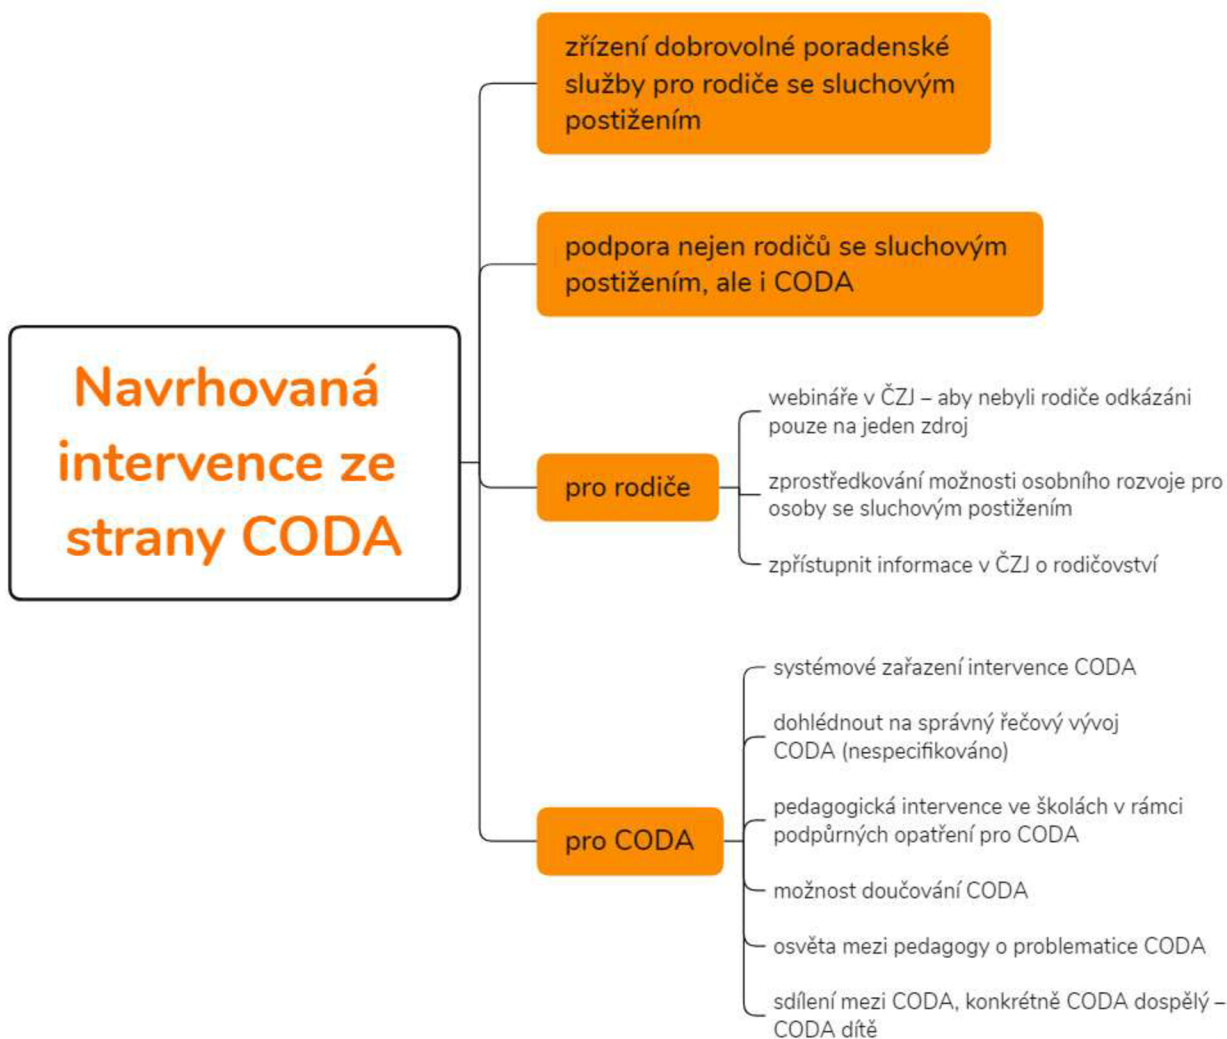 Navrhovaná
intervence ze
strany CODA
zřízení dobrovolné poradenské
služby pro rodiče se sluchovým
postižením
podpora nejen rodičů se sluchovým
postižením, ale i CODA
pro rodiče
webináře v ČZJ – aby nebyli rodiče odkázáni
pouze na jeden zdroj
zprostředkování možnosti osobního rozvoje pro
osoby se sluchovým postižením
zpřístupnit informace v ČZJ o rodičovství
pro CODA
systémové zařazení intervence CODA
dohlédnout na správný řečový vývoj
CODA (nespecifikováno)
pedagogická intervence ve školách v rámci
podpůrných opatření pro CODA
možnost doučování CODA
osvěta mezi pedagogy o problematice CODA
sdílení mezi CODA, konkrétně CODA dospělý –
CODA dítě